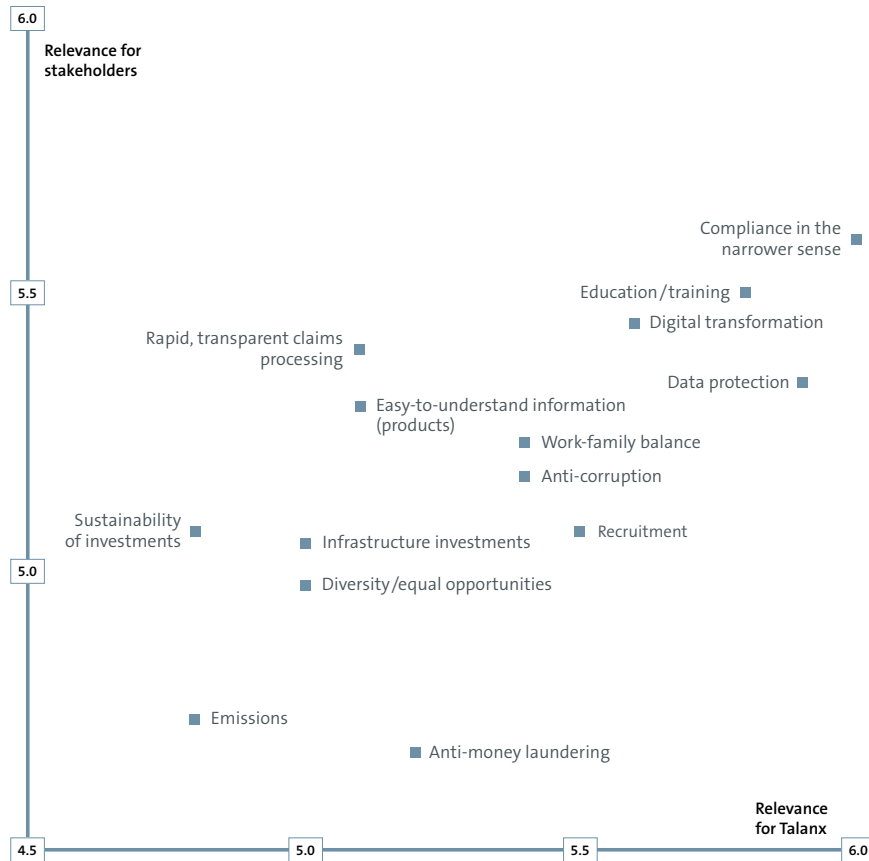 6.0
Relevance for
stakeholders
Compliance in the
narrower sense
5.5
Education/training
Digital transformation
Rapid, transparent claims
processing
Data protection
Easy-to-understand information
(products)
Work-family balance
Anti-corruption
Sustainability
of investments
Infrastructure investments
Recruitment
5.0
Diversity/equal opportunities
Emissions
Anti-money laundering
Relevance
for Talanx
4.5
5.0
5.5
6.0